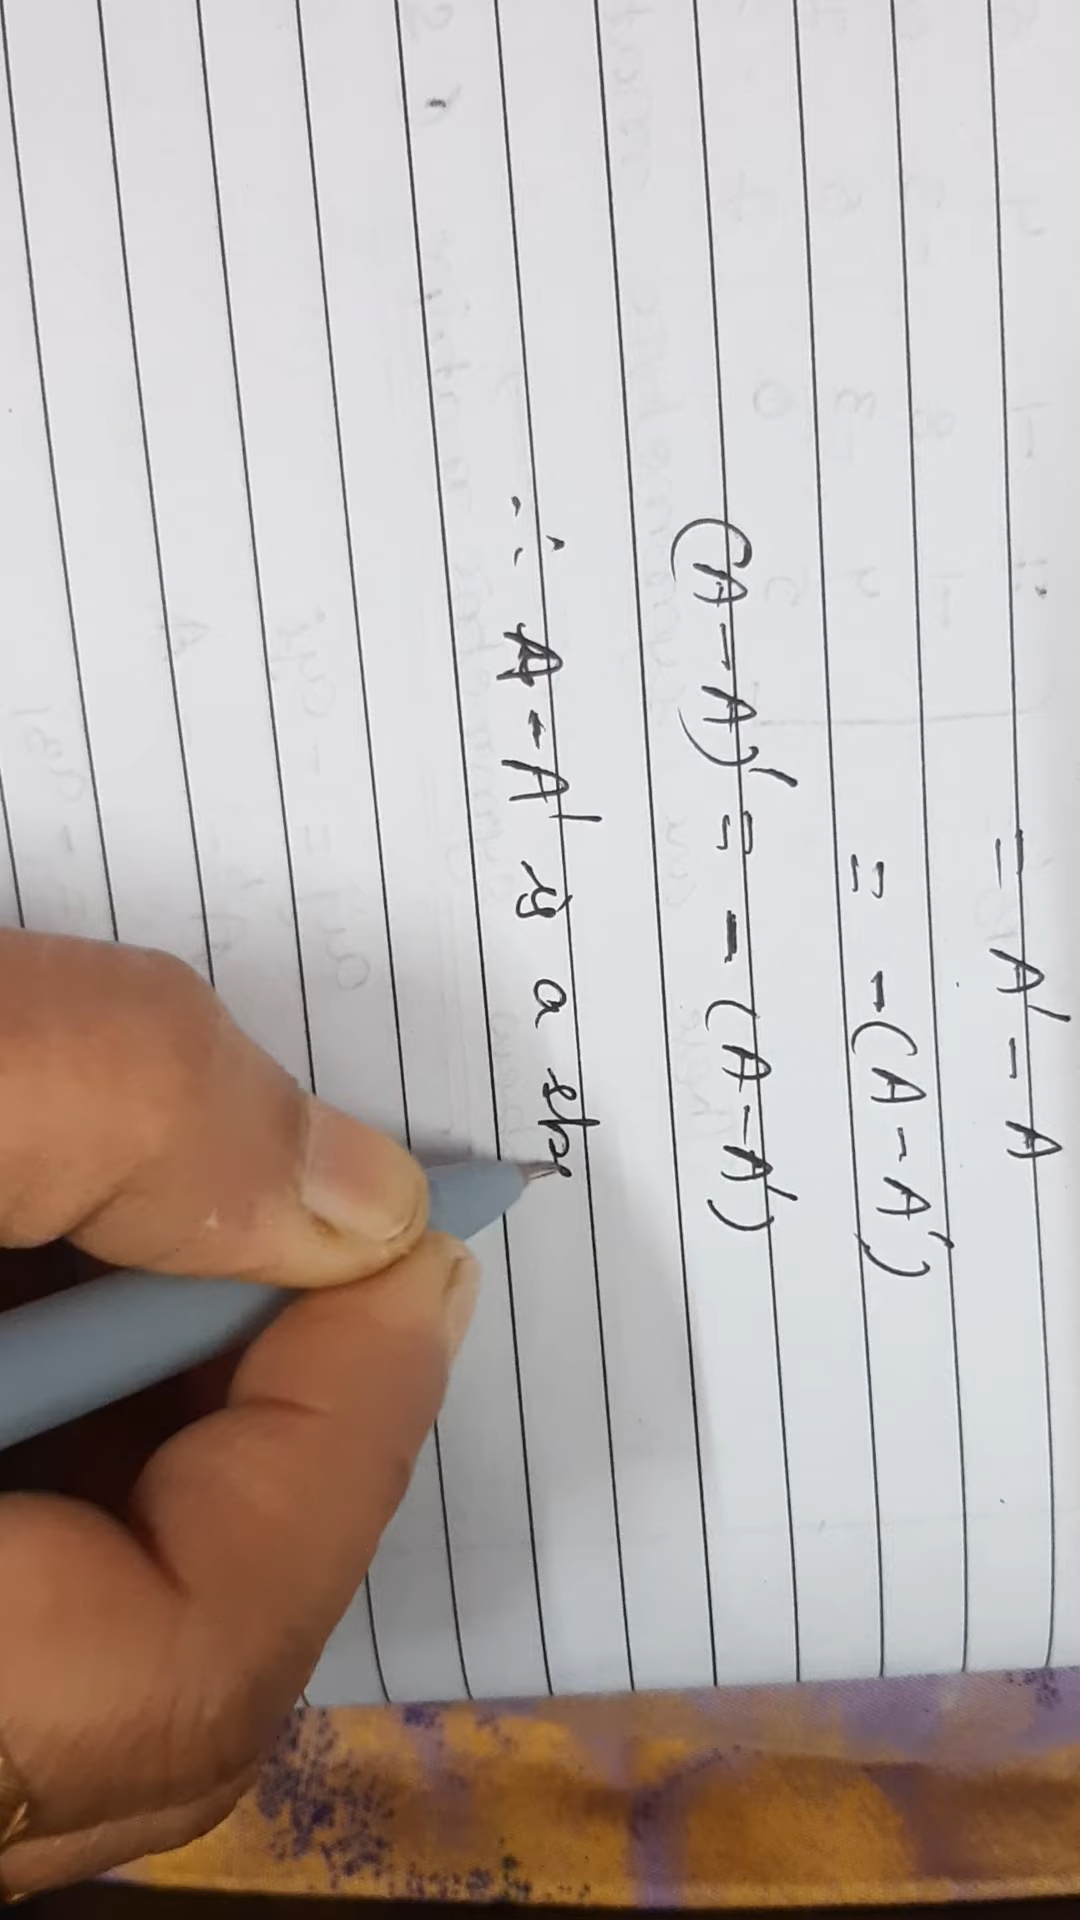 = A' - A
= -(A - A')
(A - A)' = -(A - A')
∴ A - A' is a